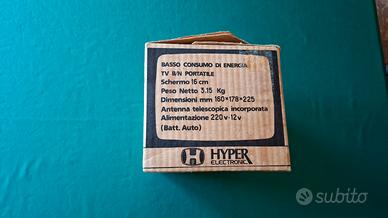 BASSO CONSUMO DI ENERGIA
TV B/N PORTATILE
Schermo 16 cm
Peso Netto 3.15 Kg
Dimensioni mm 160×178×225
Antenna telescopica incorporata
Alimentazione 220v-12v
(Batt. Auto)
H HYPER
ELECTRONIC
subito